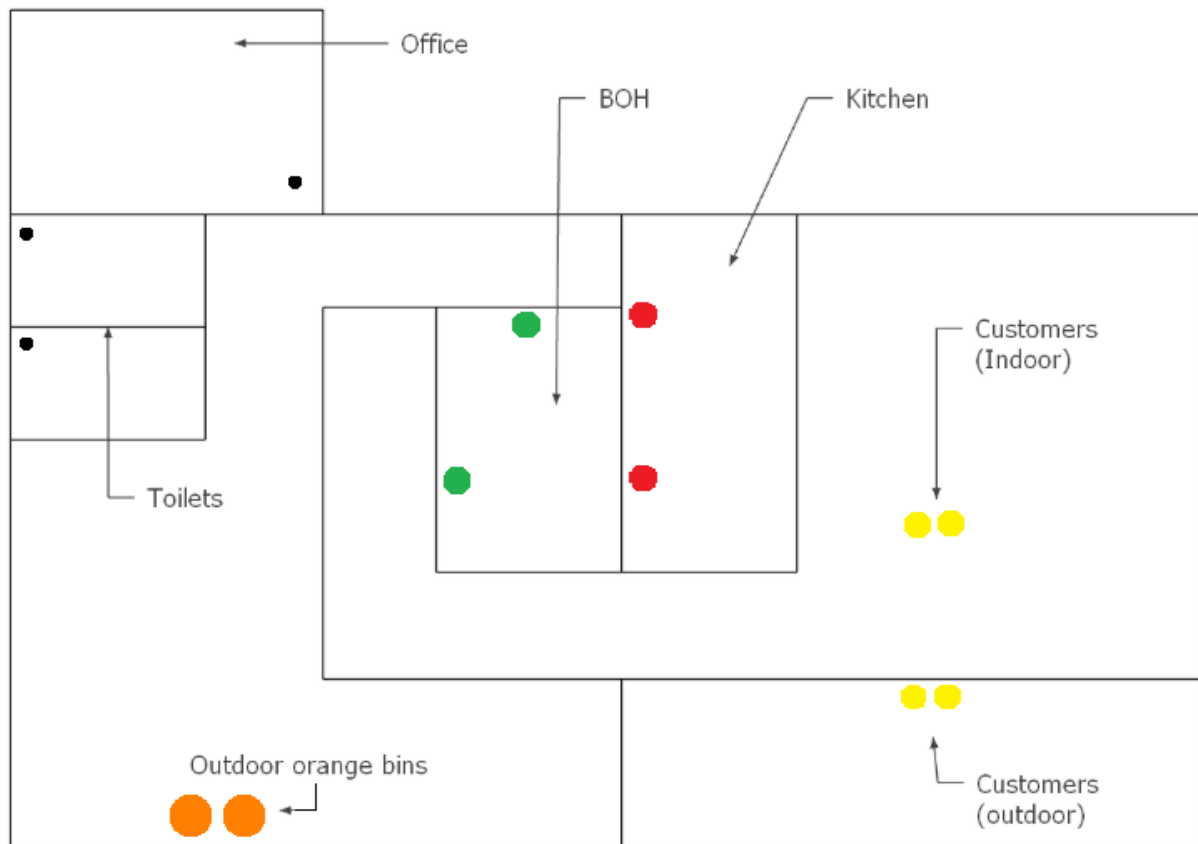 Office
BOH
Kitchen
Customers
(Indoor)
Toilets
Outdoor orange bins
Customers
(outdoor)